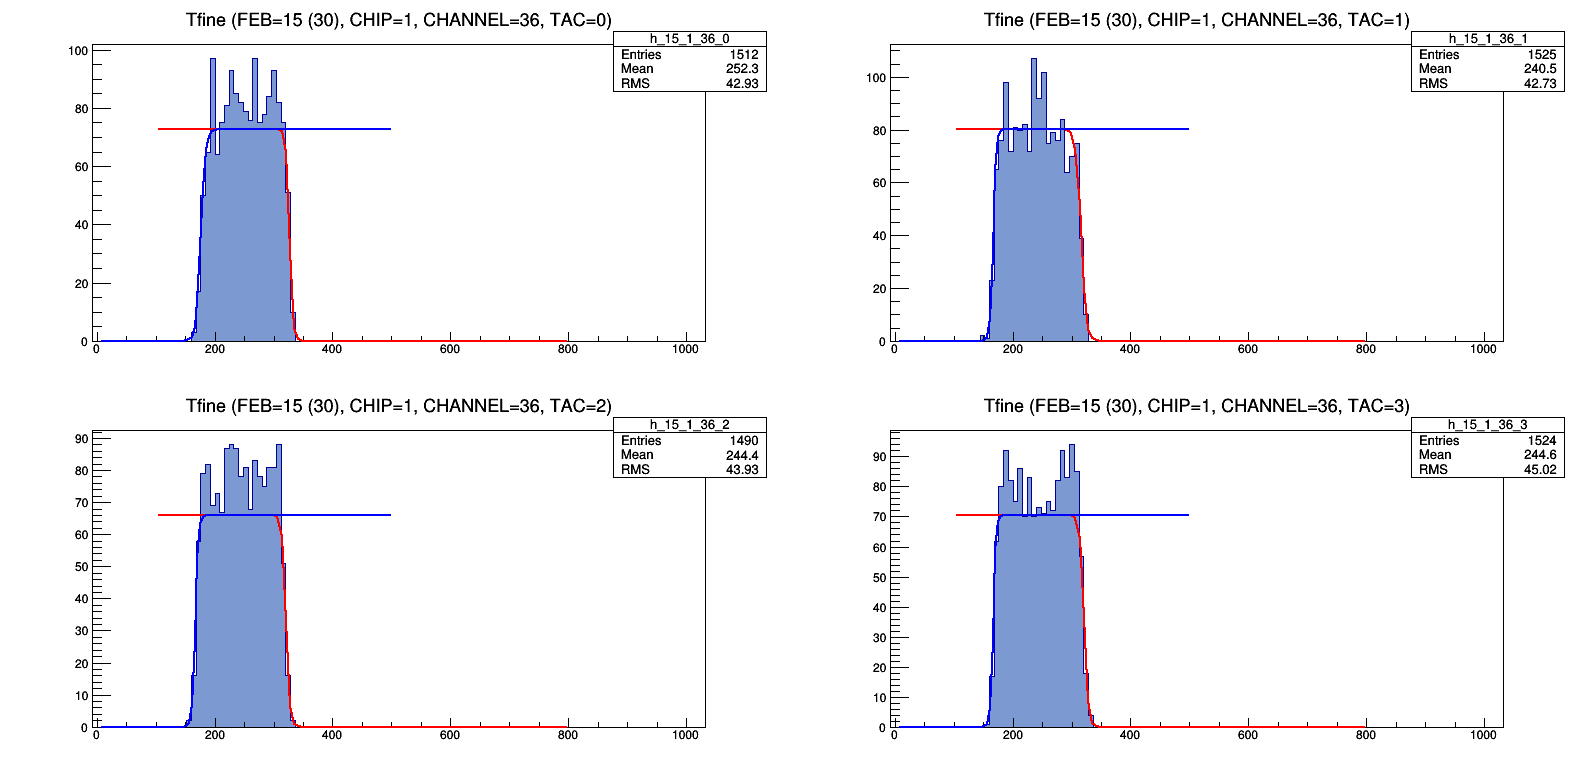 Tfine (FEB=15 (30), CHIP=1, CHANNEL=36, TAC=0)
h_15_1_36_0
Entries 1512
Mean 252.3
RMS 42.93
100
80
60
40
20
0
0 200 400 600 800 1000
Tfine (FEB=15 (30), CHIP=1, CHANNEL=36, TAC=1)
h_15_1_36_1
Entries 1525
Mean 240.5
RMS 42.73
100
80
60
40
20
0
0 200 400 600 800 1000
Tfine (FEB=15 (30), CHIP=1, CHANNEL=36, TAC=2)
h_15_1_36_2
Entries 1490
Mean 244.4
RMS 43.93
90
80
70
60
50
40
30
20
10
0
0 200 400 600 800 1000
Tfine (FEB=15 (30), CHIP=1, CHANNEL=36, TAC=3)
h_15_1_36_3
Entries 1524
Mean 244.6
RMS 45.02
90
80
70
60
50
40
30
20
10
0
0 200 400 600 800 1000